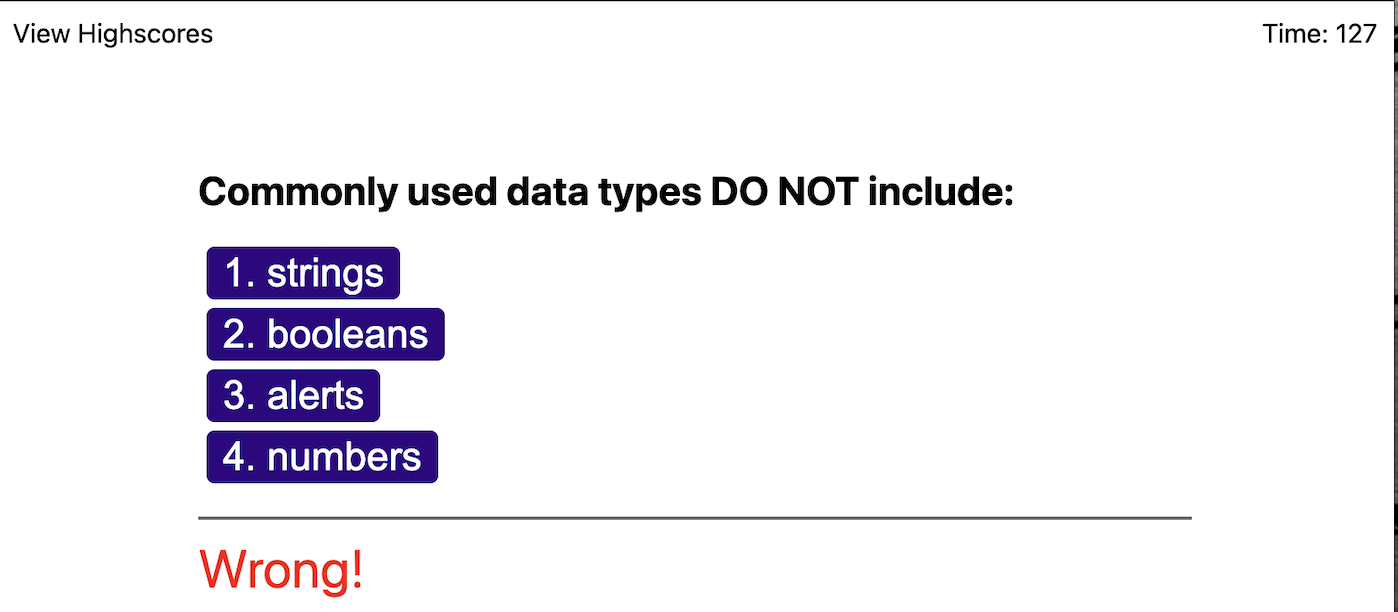 View Highscores
Time: 127
Commonly used data types DO NOT include:
1. strings
2. booleans
3. alerts
4. numbers
Wrong!